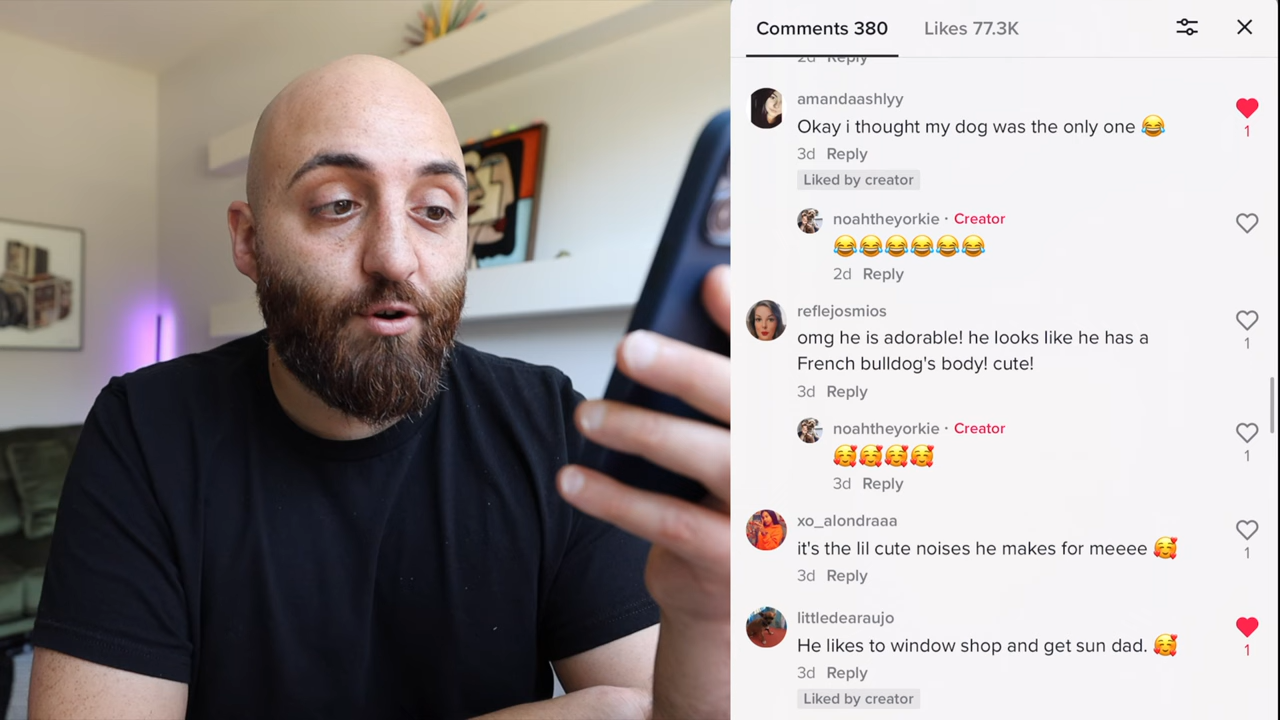 Comments 380
Likes 77.3K
2d Reply
amandaashlyy
Okay i thought my dog was the only one 😂
1
3d Reply
Liked by creator
noahtheyorkie · Creator
😂😂😂😂😂😂
2d Reply
reflejosmios
omg he is adorable! he looks like he has a
1
French bulldog's body! cute!
3d Reply
noahtheyorkie · Creator
🥰🥰🥰🥰
1
3d Reply
xo_alondraaa
it's the lil cute noises he makes for meeee 🥰
1
3d Reply
littledearaujo
He likes to window shop and get sun dad. 🥰
1
3d Reply
Liked by creator